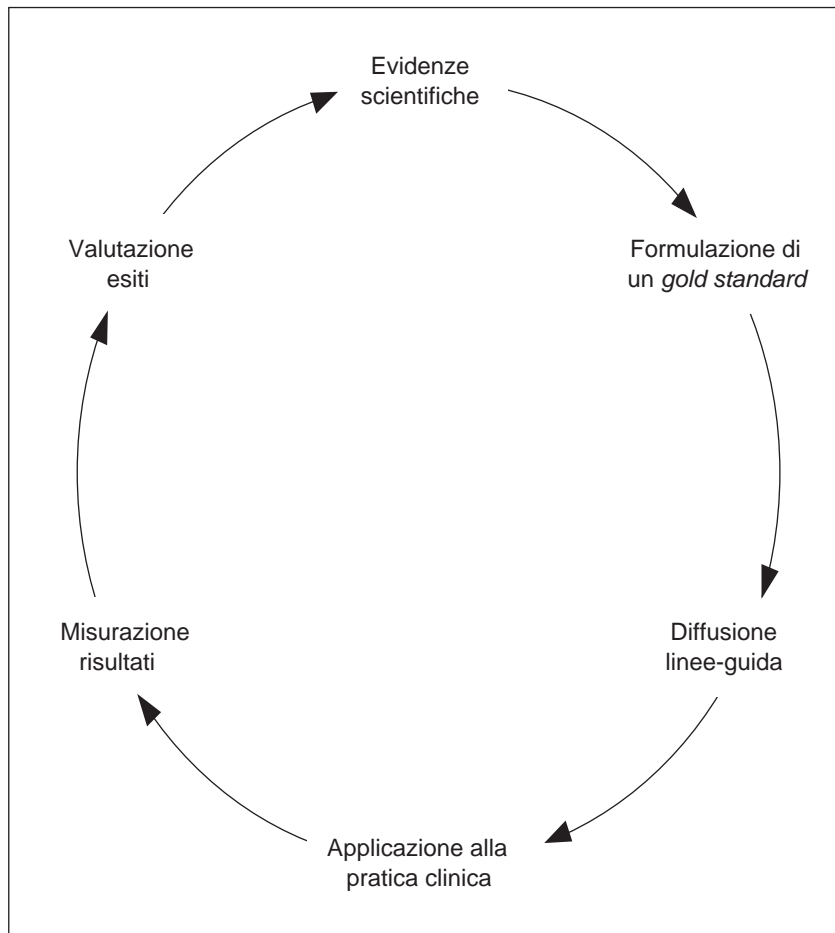 Evidenze
scientifiche
Formulazione di
un gold standard
Diffusione
linee-guida
Applicazione alla
pratica clinica
Misurazione
risultati
Valutazione
esiti